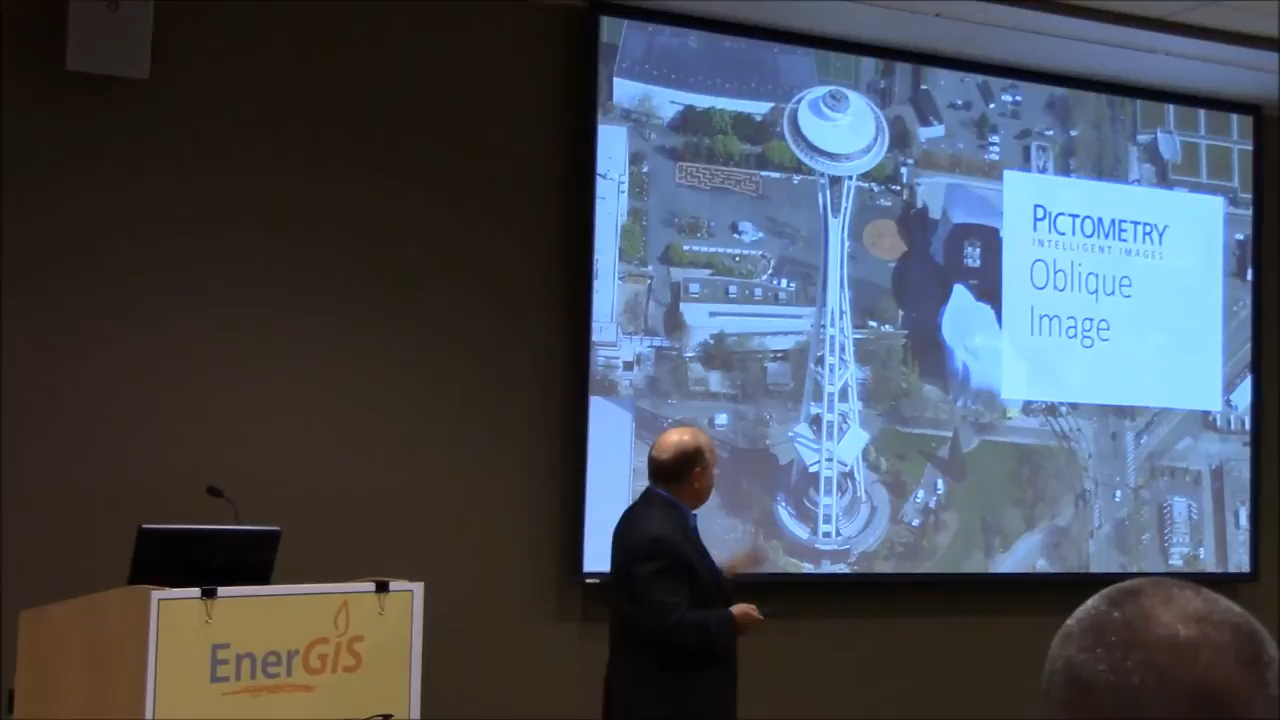 PICTOMETRY
INTELLIGENT IMAGES
Oblique
Image
EnerGIS